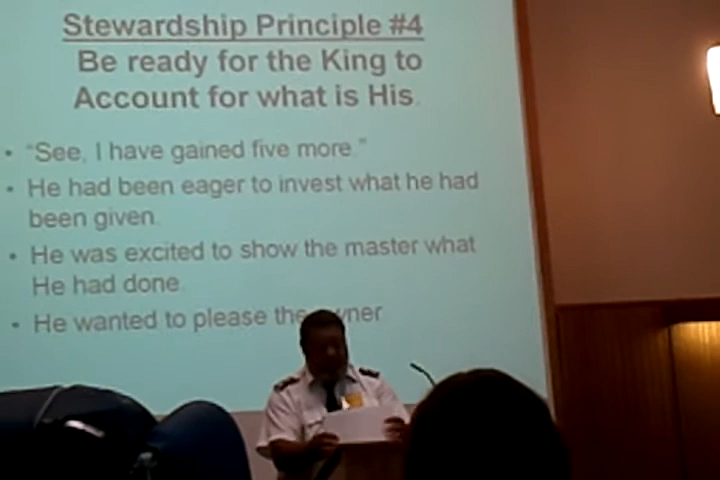 Stewardship Principle #4
Be ready for the King to
Account for what is His.
• "See, I have gained five more."
• He had been eager to invest what he had
been given.
• He was excited to show the master what
He had done.
• He wanted to please the